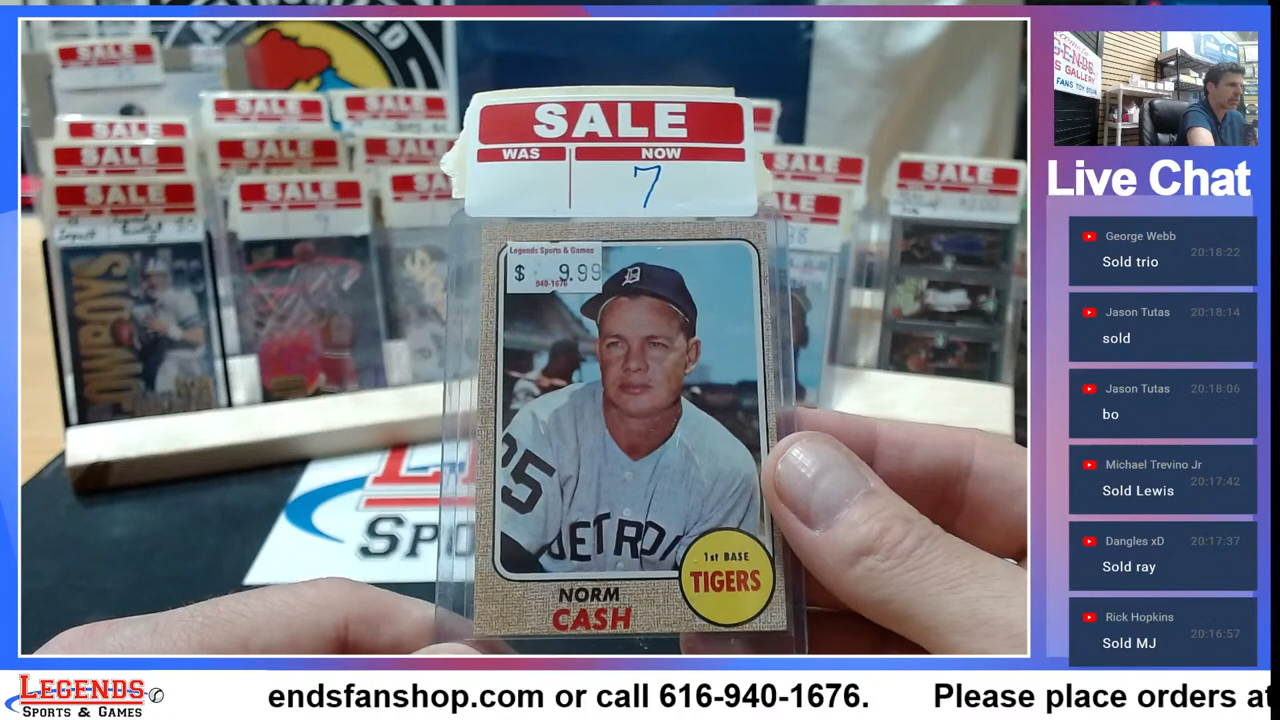 SALE
WAS NOW
7
Legends Sports & Games
$ 9.99
940-1676
D
25
DETROI
1st BASE
TIGERS
NORM
CASH
SALE
SALE
SALE
SALE
SALE
SALE
SALE
SALE
SALE
SALE
COWBOYS
SP
Live Chat
George Webb 20:18:22
Sold trio
Jason Tutas 20:18:14
sold
Jason Tutas 20:18:06
bo
Michael Trevino Jr 20:17:42
Sold Lewis
Dangles xD 20:17:37
Sold ray
Rick Hopkins 20:16:57
Sold MJ
LEGENDS
SPORTS & GAMES
endsfanshop.com or call 616-940-1676. Please place orders at